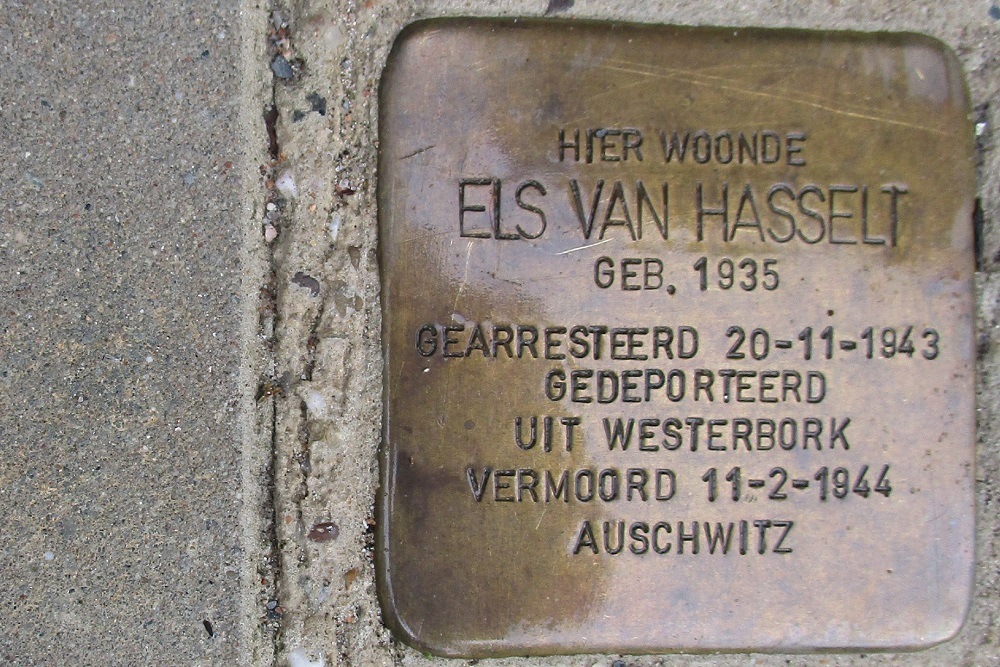 HIER WOONDE
ELS VAN HASSELT
GEB. 1935
GEARRESTEERD 20-11-1943
GEDEPORTEERD
UIT WESTERBORK
VERMOORD 11-2-1944
AUSCHWITZ